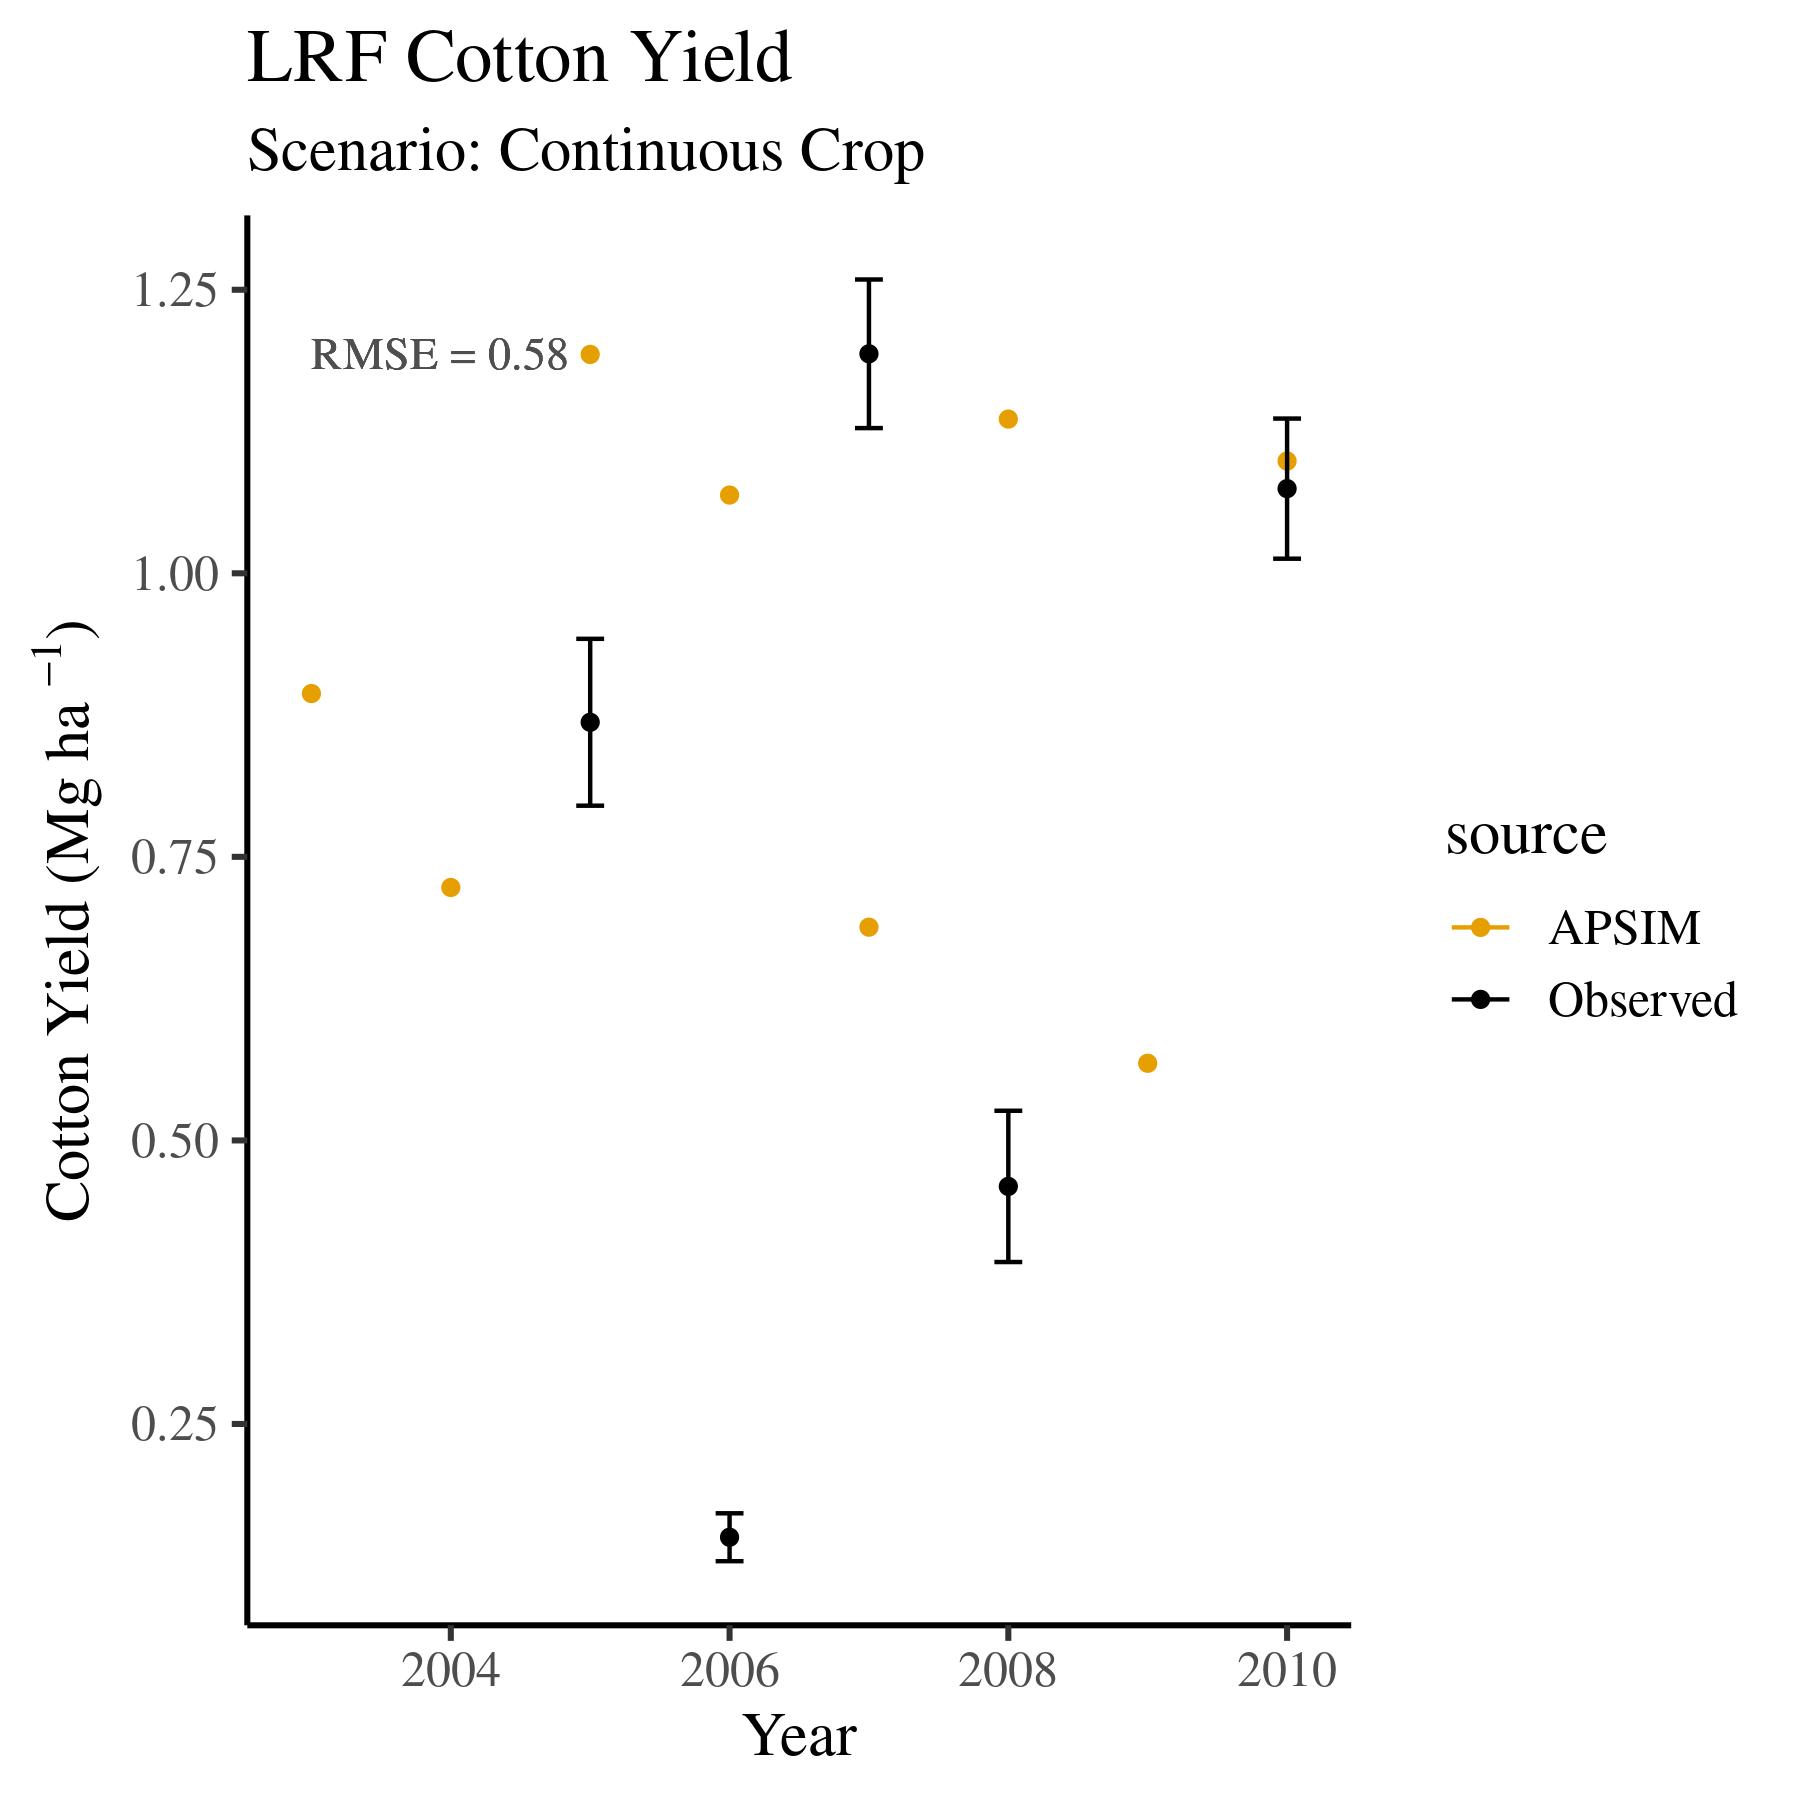 LRF Cotton Yield
Scenario: Continuous Crop
1.25
1.00
0.75
0.50
0.25
Cotton Yield (Mg ha ⁻¹)
RMSE = 0.58
2004 2006 2008 2010
Year
source
APSIM
Observed